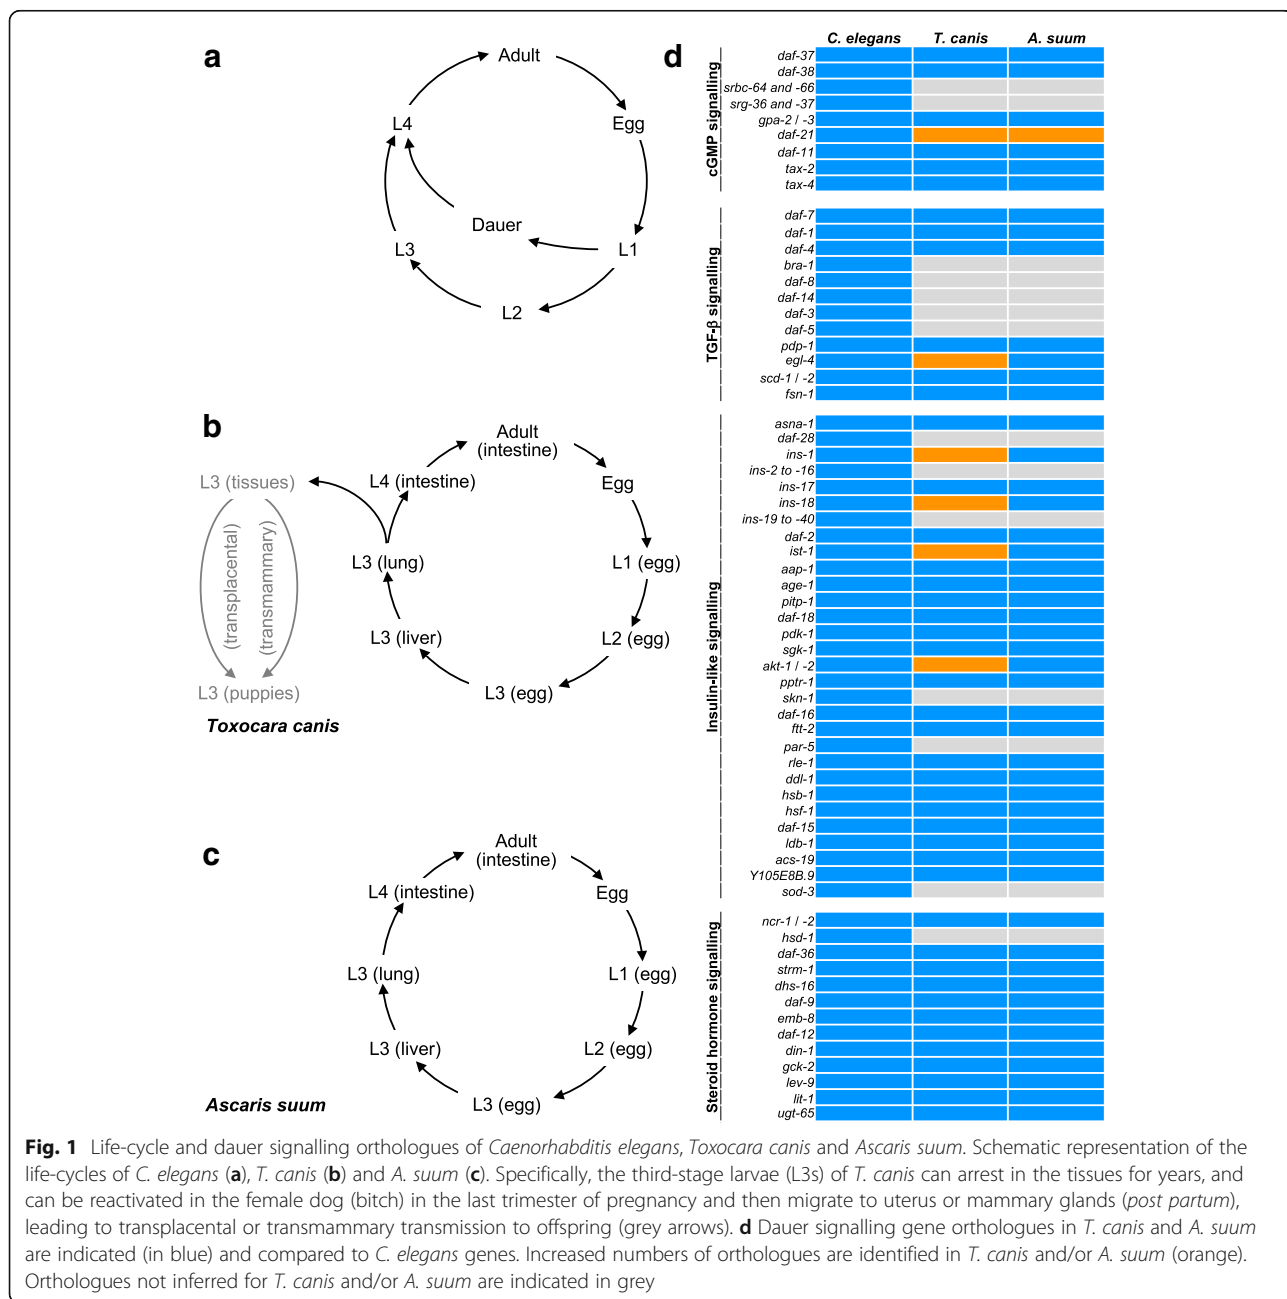 a
Adult
Egg
L4
Dauer
L3
L1
L2
b
Adult
(intestine)
L3 (tissues)
L4 (intestine)
Egg
(transplacental)
(transmammary)
L3 (lung)
L1 (egg)
L3 (liver)
L2 (egg)
L3 (puppies)
L3 (egg)
Toxocara canis
c
Adult
(intestine)
L4 (intestine)
Egg
L3 (lung)
L1 (egg)
L3 (liver)
L2 (egg)
L3 (egg)
Ascaris suum
d
C. elegans T. canis A. suum
cGMP signalling
daf-37
daf-38
srbc-64 and -66
srg-36 and -37
gpa-2 / -3
daf-21
daf-11
tax-2
tax-4
TGF-β signalling
daf-7
daf-1
daf-4
bra-1
daf-8
daf-14
daf-3
daf-5
pdp-1
egl-4
scd-1 / -2
fsn-1
Insulin-like signalling
asna-1
daf-28
ins-1
ins-2 to -16
ins-17
ins-18
ins-19 to -40
daf-2
ist-1
aap-1
age-1
pitp-1
daf-18
pdk-1
sgk-1
akt-1 / -2
pptr-1
skn-1
daf-16
ftt-2
par-5
rle-1
ddl-1
hsb-1
hsf-1
daf-15
ldb-1
acs-19
Y105E8B.9
sod-3
Steroid hormone signalling
ncr-1 / -2
hsd-1
daf-36
strm-1
dhs-16
daf-9
emb-8
daf-12
din-1
gck-2
lev-9
lit-1
ugt-65
Fig. 1 Life-cycle and dauer signalling orthologues of Caenorhabditis elegans, Toxocara canis and Ascaris suum. Schematic representation of the
life-cycles of C. elegans (a), T. canis (b) and A. suum (c). Specifically, the third-stage larvae (L3s) of T. canis can arrest in the tissues for years, and
can be reactivated in the female dog (bitch) in the last trimester of pregnancy and then migrate to uterus or mammary glands (post partum),
leading to transplacental or transmammary transmission to offspring (grey arrows). d Dauer signalling gene orthologues in T. canis and A. suum
are indicated (in blue) and compared to C. elegans genes. Increased numbers of orthologues are identified in T. canis and/or A. suum (orange).
Orthologues not inferred for T. canis and/or A. suum are indicated in grey